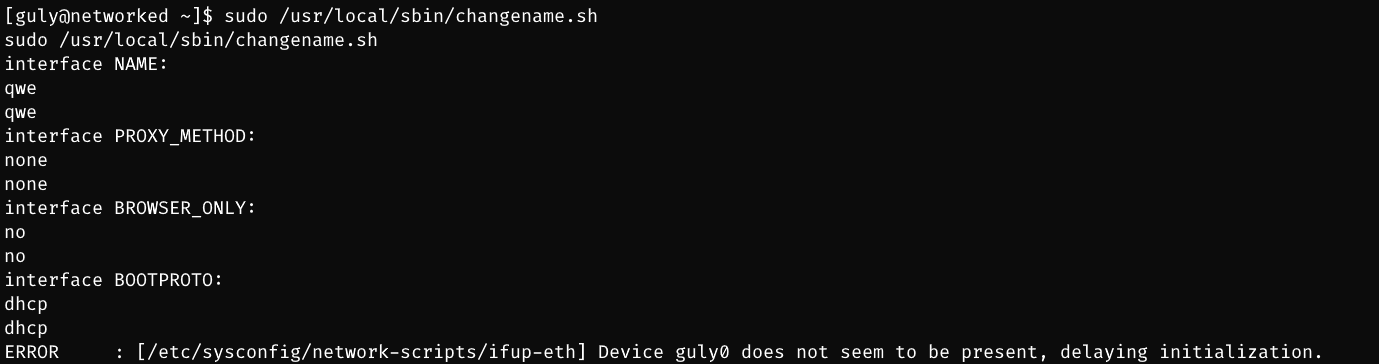 [guly@networked ~]$ sudo /usr/local/sbin/changename.sh
sudo /usr/local/sbin/changename.sh
interface NAME:
qwe
qwe
interface PROXY_METHOD:
none
none
interface BROWSER_ONLY:
no
no
interface BOOTPROTO:
dhcp
dhcp
ERROR     : [/etc/sysconfig/network-scripts/ifup-eth] Device guly0 does not seem to be present, delaying initialization.